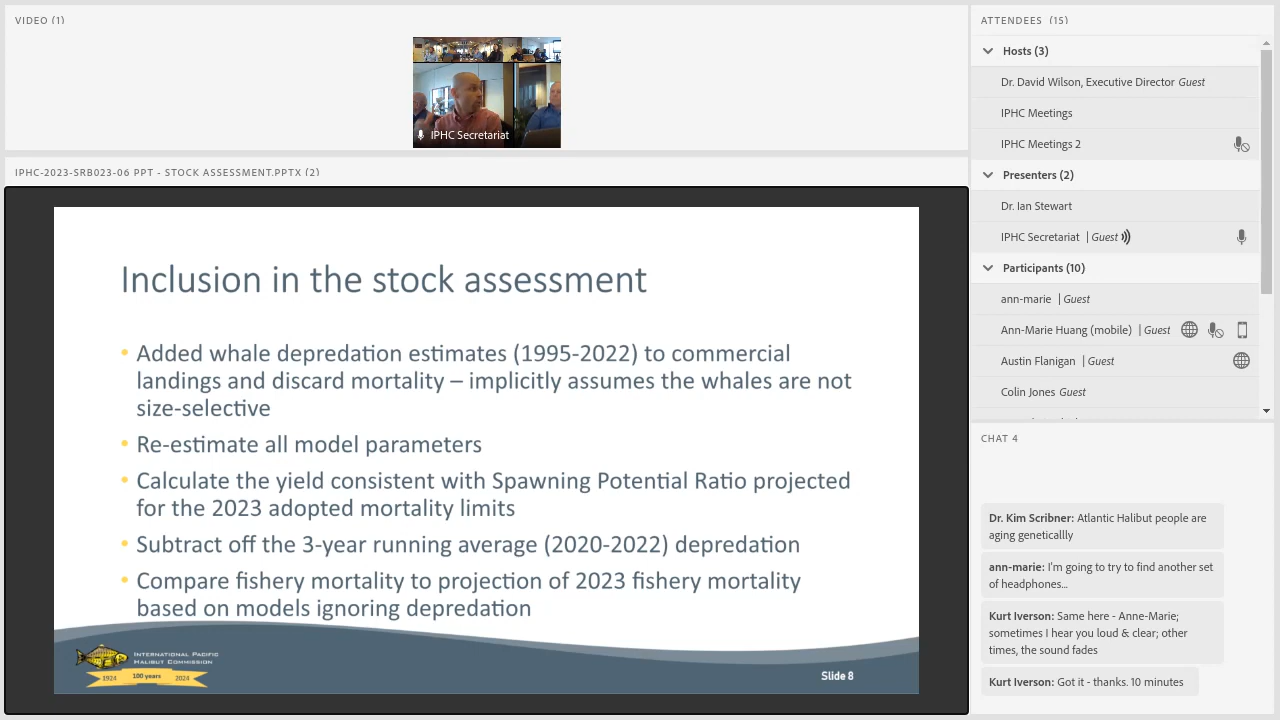 VIDEO (1)
IPHC Secretariat
IPHC-2023-SRB023-06 PPT - STOCK ASSESSMENT.PPTX (2)
Inclusion in the stock assessment
• Added whale depredation estimates (1995-2022) to commercial
landings and discard mortality – implicitly assumes the whales are not
size-selective
• Re-estimate all model parameters
• Calculate the yield consistent with Spawning Potential Ratio projected
for the 2023 adopted mortality limits
• Subtract off the 3-year running average (2020-2022) depredation
• Compare fishery mortality to projection of 2023 fishery mortality
based on models ignoring depredation
INTERNATIONAL PACIFIC
HALIBUT COMMISSION
1924 100 years 2024
Slide 8
ATTENDEES (15)
Hosts (3)
Dr. David Wilson, Executive Director Guest
IPHC Meetings
IPHC Meetings 2
Presenters (2)
Dr. Ian Stewart
IPHC Secretariat | Guest
Participants (10)
ann-marie | Guest
Ann-Marie Huang (mobile) | Guest
Austin Flanigan | Guest
Colin Jones Guest
CHAT 4
Dr. Kim Scribner: Atlantic Halibut people are
aging geneticallly
ann-marie: I'm going to try to find another set
of headphones...
Kurt Iverson: Same here - Anne-Marie;
sometimes I hear you loud & clear; other
times, the sound fades
Kurt Iverson: Got it - thanks. 10 minutes